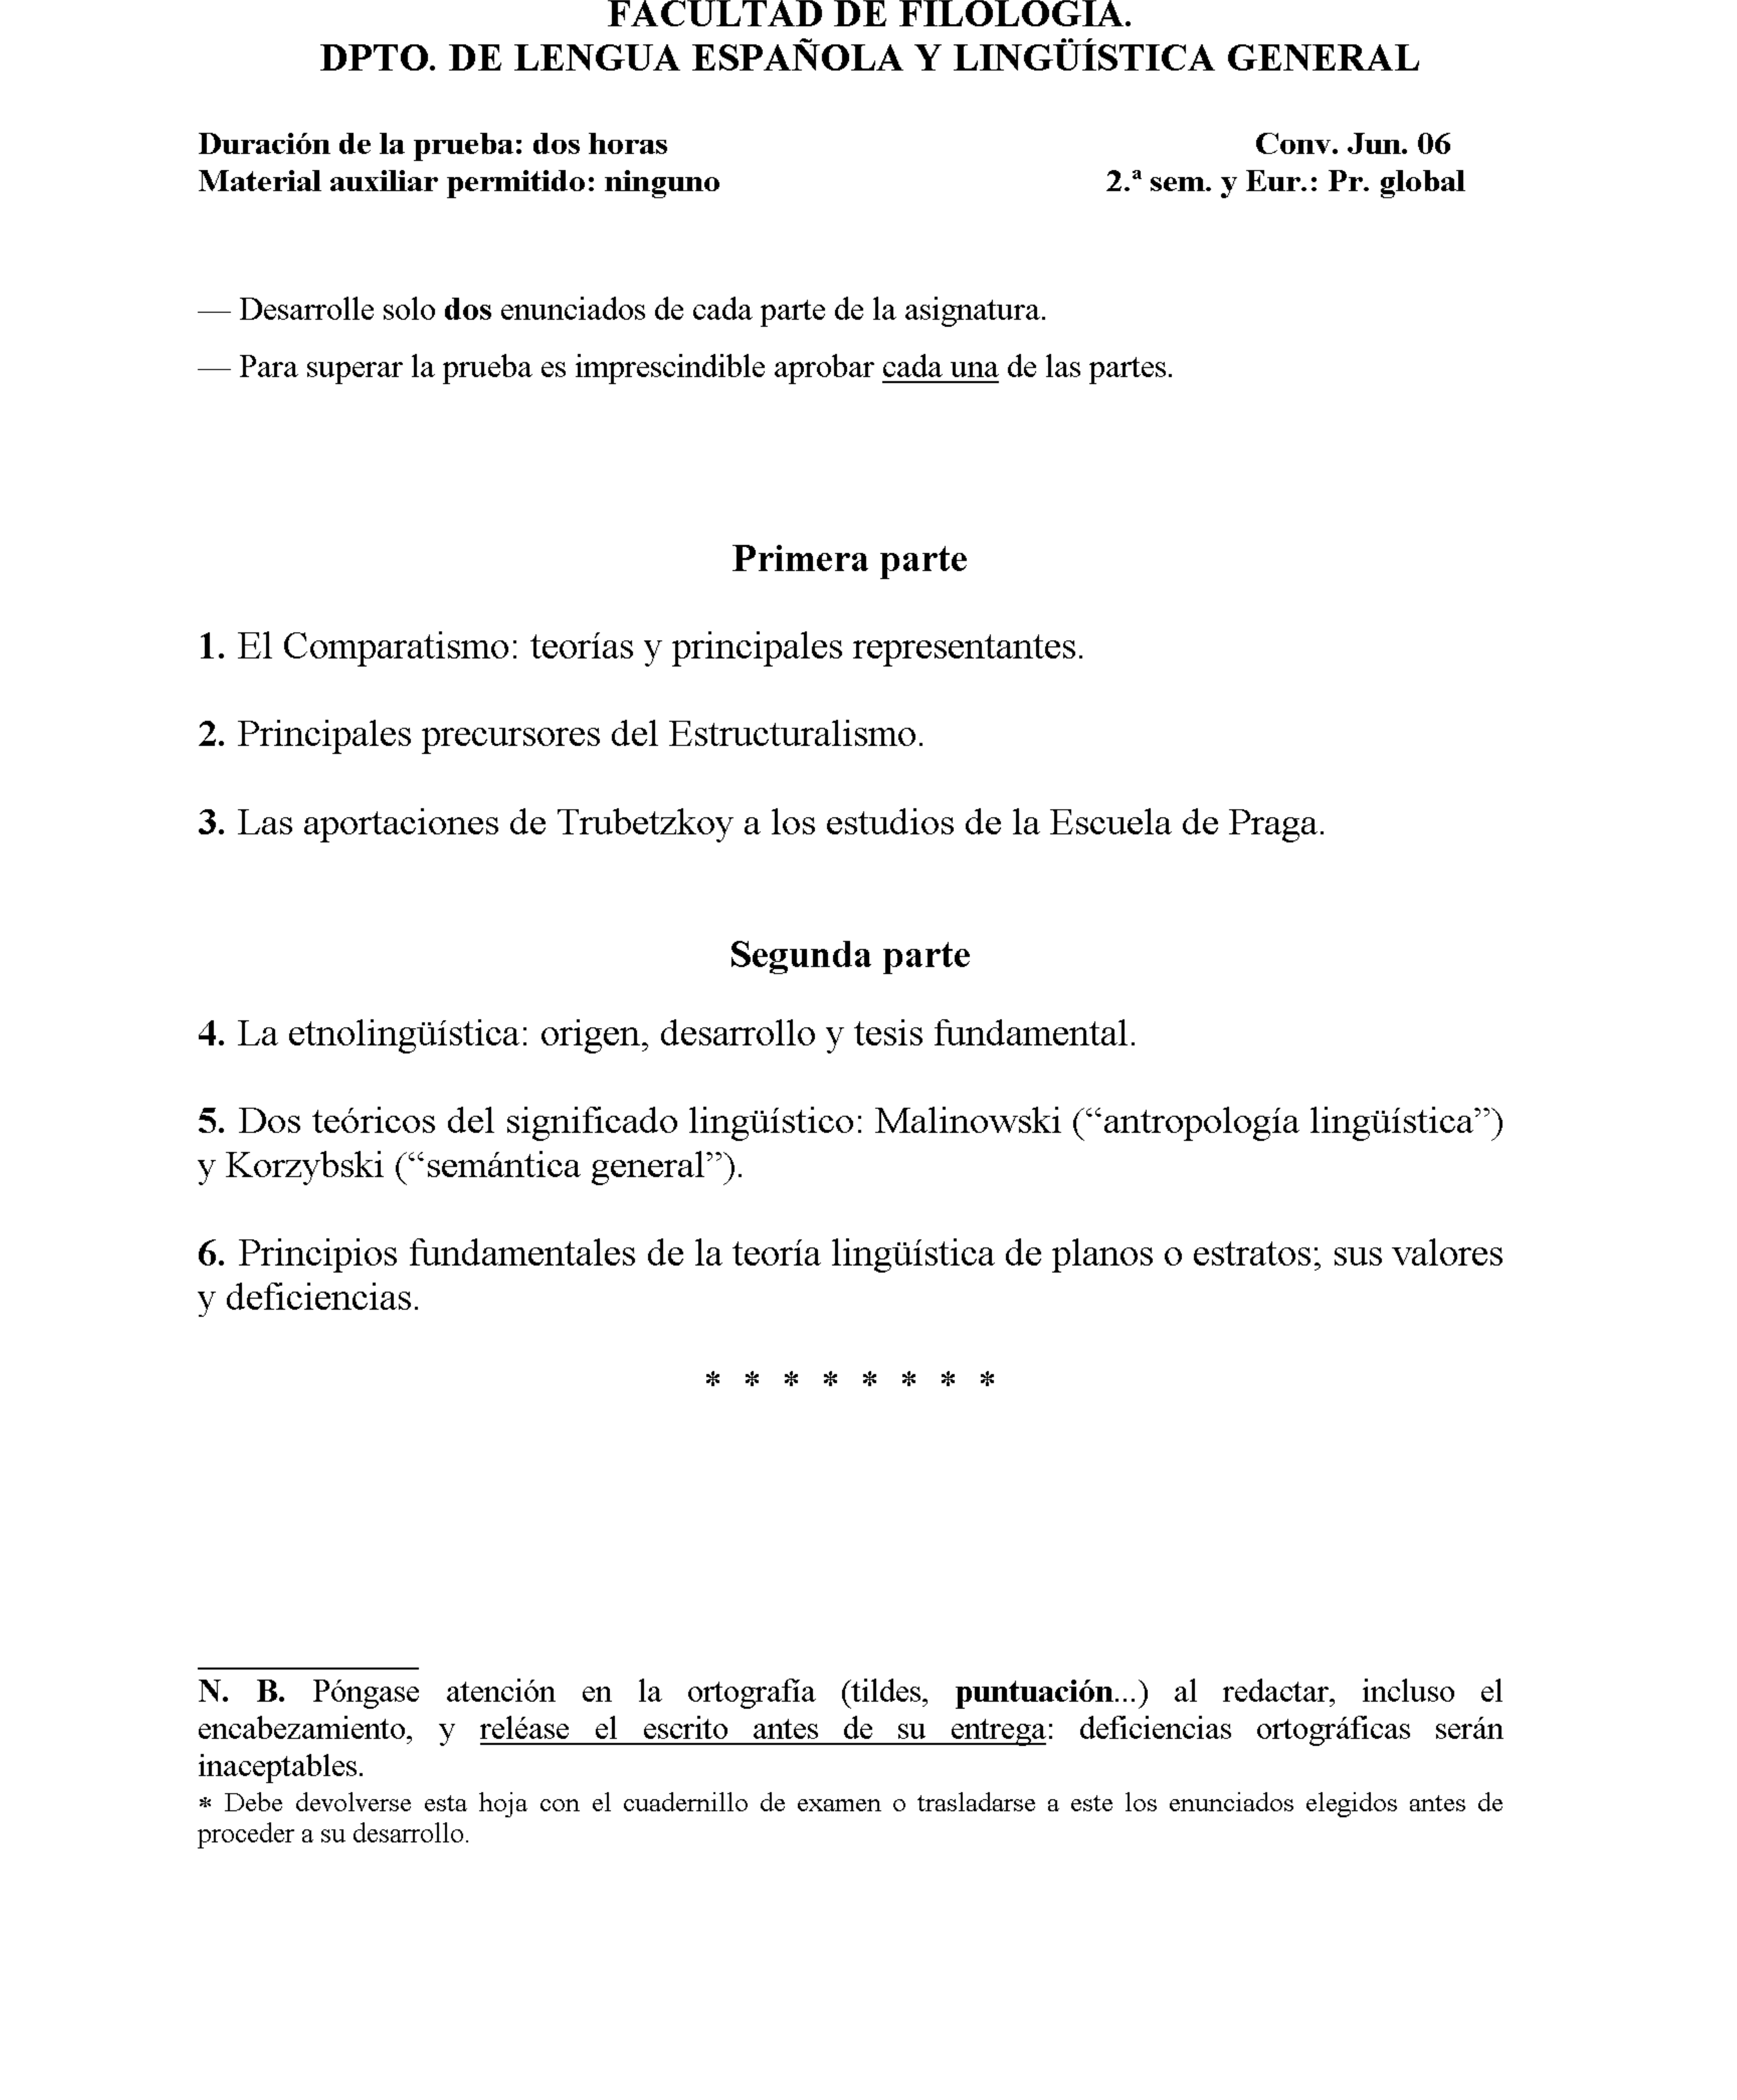 FACULTAD DE FILOLOGÍA.
DPTO. DE LENGUA ESPAÑOLA Y LINGÜÍSTICA GENERAL
Duración de la prueba: dos horas Conv. Jun. 06
Material auxiliar permitido: ninguno 2.ª sem. y Eur.: Pr. global
— Desarrolle solo dos enunciados de cada parte de la asignatura.
— Para superar la prueba es imprescindible aprobar cada una de las partes.
Primera parte
1. El Comparatismo: teorías y principales representantes.
2. Principales precursores del Estructuralismo.
3. Las aportaciones de Trubetzkoy a los estudios de la Escuela de Praga.
Segunda parte
4. La etnolingüística: origen, desarrollo y tesis fundamental.
5. Dos teóricos del significado lingüístico: Malinowski (“antropología lingüística”)
y Korzybski (“semántica general”).
6. Principios fundamentales de la teoría lingüística de planos o estratos; sus valores
y deficiencias.
* * * * * * * *
N. B. Póngase atención en la ortografía (tildes, puntuación...) al redactar, incluso el
encabezamiento, y reléase el escrito antes de su entrega: deficiencias ortográficas serán
inaceptables.
* Debe devolverse esta hoja con el cuadernillo de examen o trasladarse a este los enunciados elegidos antes de
proceder a su desarrollo.